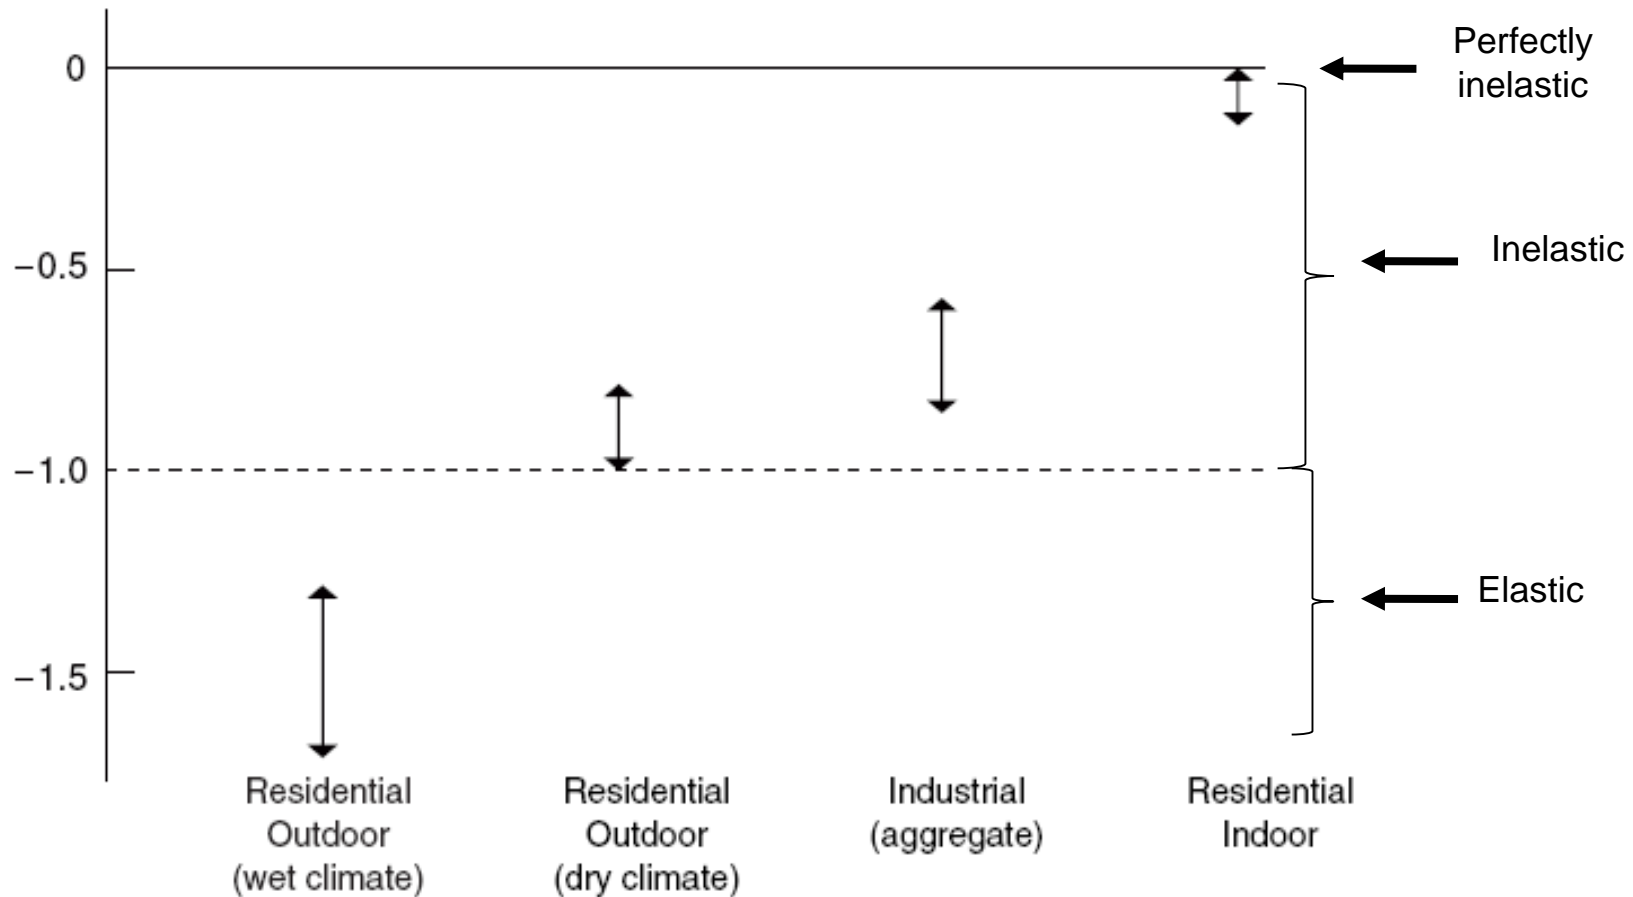 0
−0.5
−1.0
−1.5
Perfectly
inelastic
Inelastic
Elastic
Residential
Outdoor
(wet climate)
Residential
Outdoor
(dry climate)
Industrial
(aggregate)
Residential
Indoor